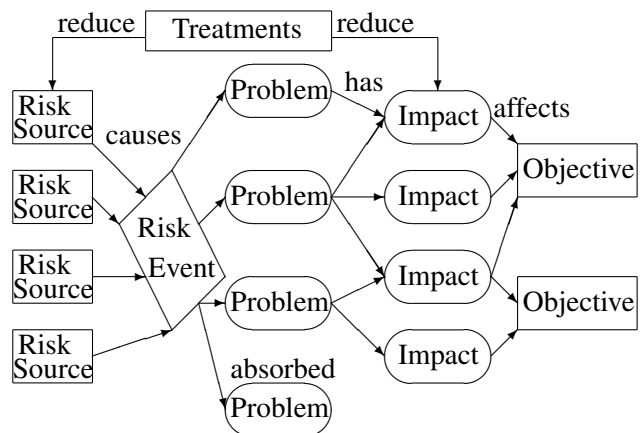 reduce
Treatments
reduce
Risk
Source
causes
Problem
has
Impact
affects
Risk
Source
Problem
Impact
Objective
Risk
Event
Risk
Source
Problem
Impact
Objective
Risk
Source
Impact
absorbed
Problem